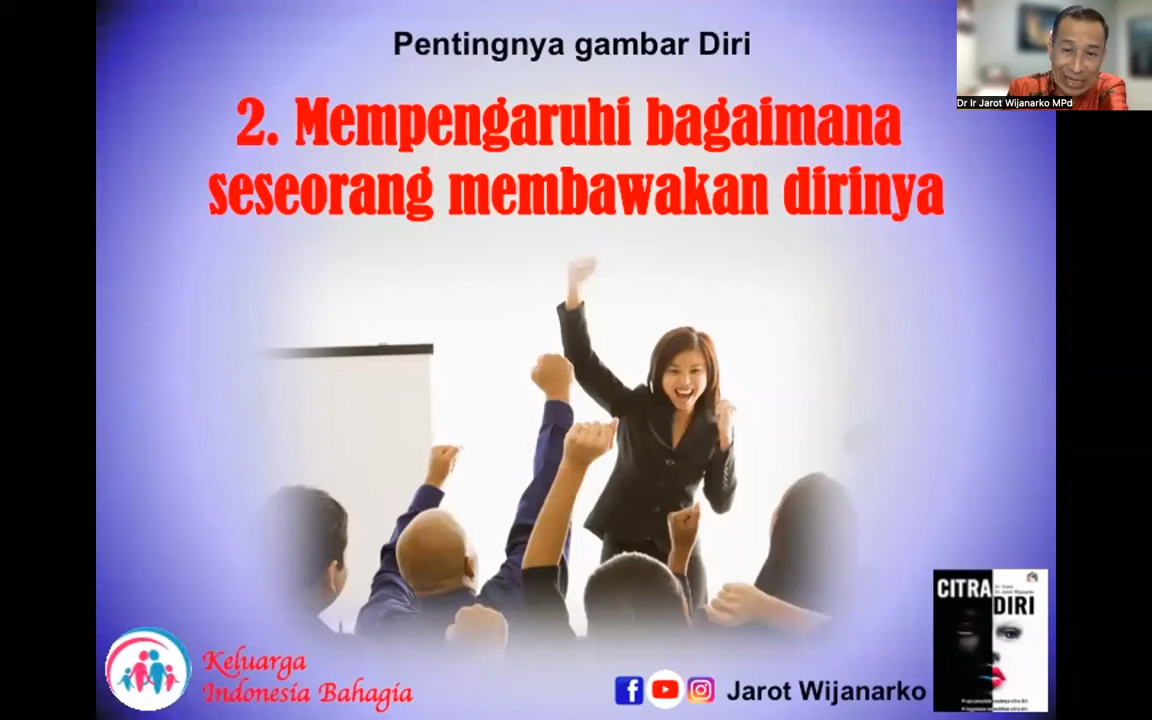 Pentingnya gambar Diri
Dr Ir Jarot Wijanarko MPd
2. Mempengaruhi bagaimana
seseorang membawakan dirinya
CITRA
DIRI
Keluarga
Indonesia Bahagia
Jarot Wijanarko